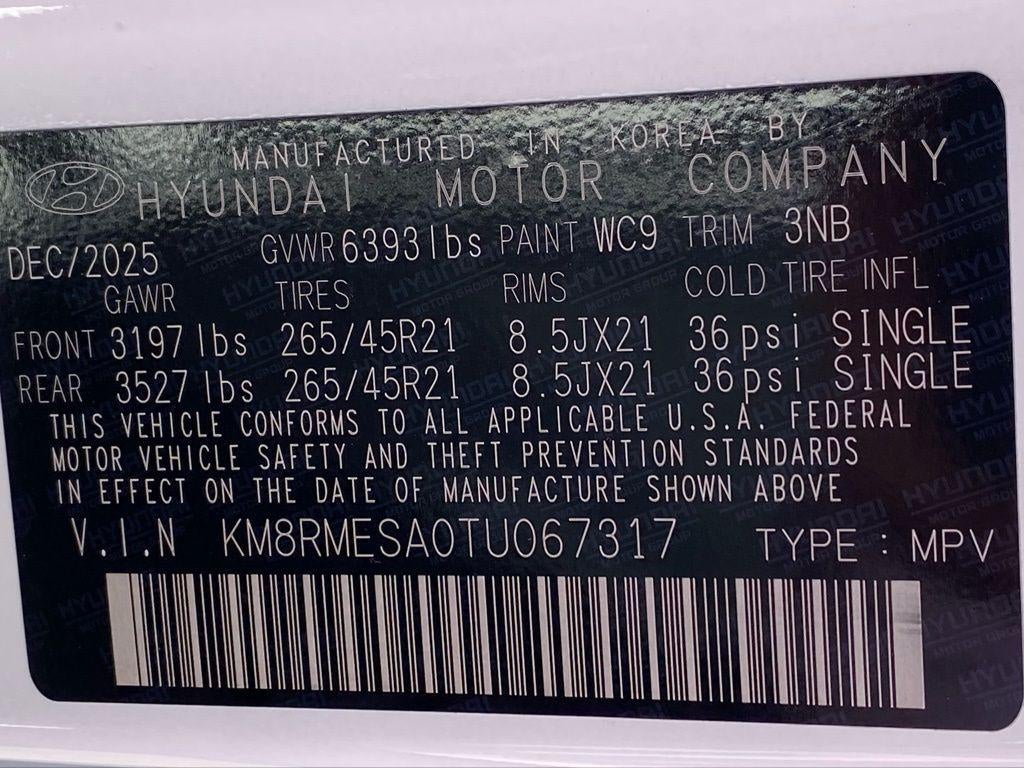 MANUFACTURED IN KOREA BY
HYUNDAI MOTOR COMPANY
DEC/2025 GVWR 6393 lbs PAINT WC9 TRIM 3NB
GAWR TIRES RIMS COLD TIRE INFL
FRONT 3197 lbs 265/45R21 8.5JX21 36 psi SINGLE
REAR 3527 lbs 265/45R21 8.5JX21 36 psi SINGLE
THIS VEHICLE CONFORMS TO ALL APPLICABLE U.S.A. FEDERAL
MOTOR VEHICLE SAFETY AND THEFT PREVENTION STANDARDS
IN EFFECT ON THE DATE OF MANUFACTURE SHOWN ABOVE
V.I.N KM8RMESA0TU067317 TYPE : MPV